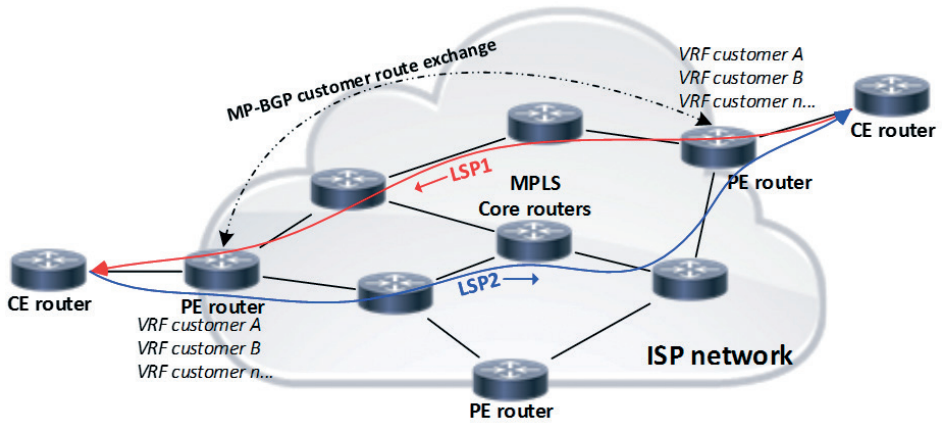 MP-BGP customer route exchange
VRF customer A
VRF customer B
VRF customer n...
CE router
PE router
LSP1
MPLS
Core routers
CE router
PE router
VRF customer A
VRF customer B
VRF customer n...
LSP2
ISP network
PE router